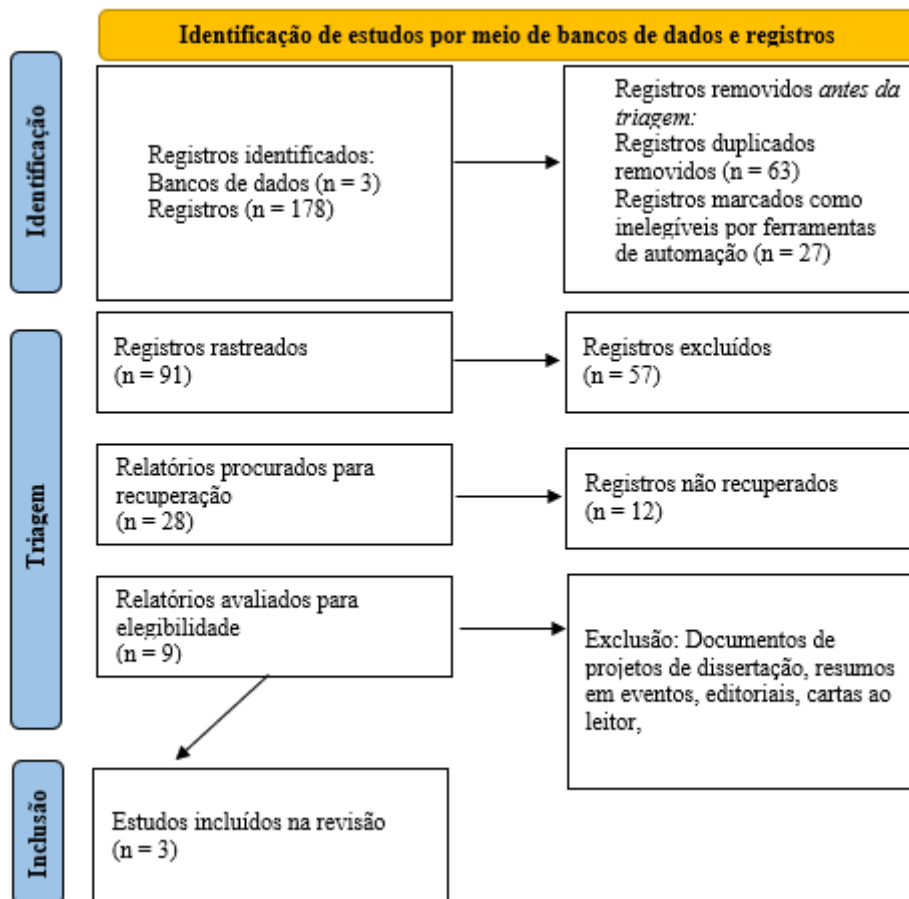 Identificação de estudos por meio de bancos de dados e registros
Identificação
Registros identificados:
Bancos de dados (n = 3)
Registros (n = 178)
Registros removidos antes da
triagem:
Registros duplicados
removidos (n = 63)
Registros marcados como
inelegíveis por ferramentas
de automação (n = 27)
Triagem
Registros rastreados
(n = 91)
Registros excluídos
(n = 57)
Relatórios procurados para
recuperação
(n = 28)
Registros não recuperados
(n = 12)
Relatórios avaliados para
elegibilidade
(n = 9)
Exclusão: Documentos de
projetos de dissertação, resumos
em eventos, editoriais, cartas ao
leitor,
Inclusão
Estudos incluídos na revisão
(n = 3)